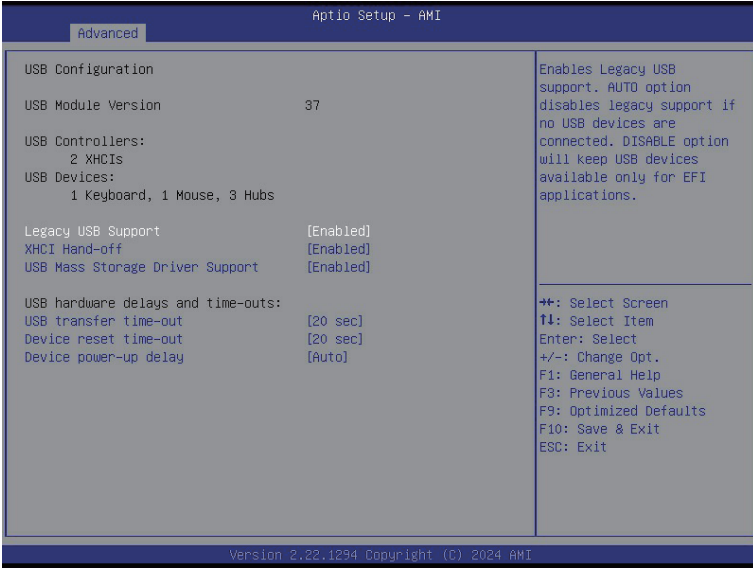 Aptio Setup – AMI
Advanced
USB Configuration
USB Module Version 37
USB Controllers:
2 XHCIs
USB Devices:
1 Keyboard, 1 Mouse, 3 Hubs
Legacy USB Support [Enabled]
XHCI Hand-off [Enabled]
USB Mass Storage Driver Support [Enabled]
USB hardware delays and time-outs:
USB transfer time-out [20 sec]
Device reset time-out [20 sec]
Device power-up delay [Auto]
Enables Legacy USB
support. AUTO option
disables legacy support if
no USB devices are
connected. DISABLE option
will keep USB devices
available only for EFI
applications.
→←: Select Screen
↑↓: Select Item
Enter: Select
+/-: Change Opt.
F1: General Help
F3: Previous Values
F9: Optimized Defaults
F10: Save & Exit
ESC: Exit
Version 2.22.1294 Copyright (C) 2024 AMI